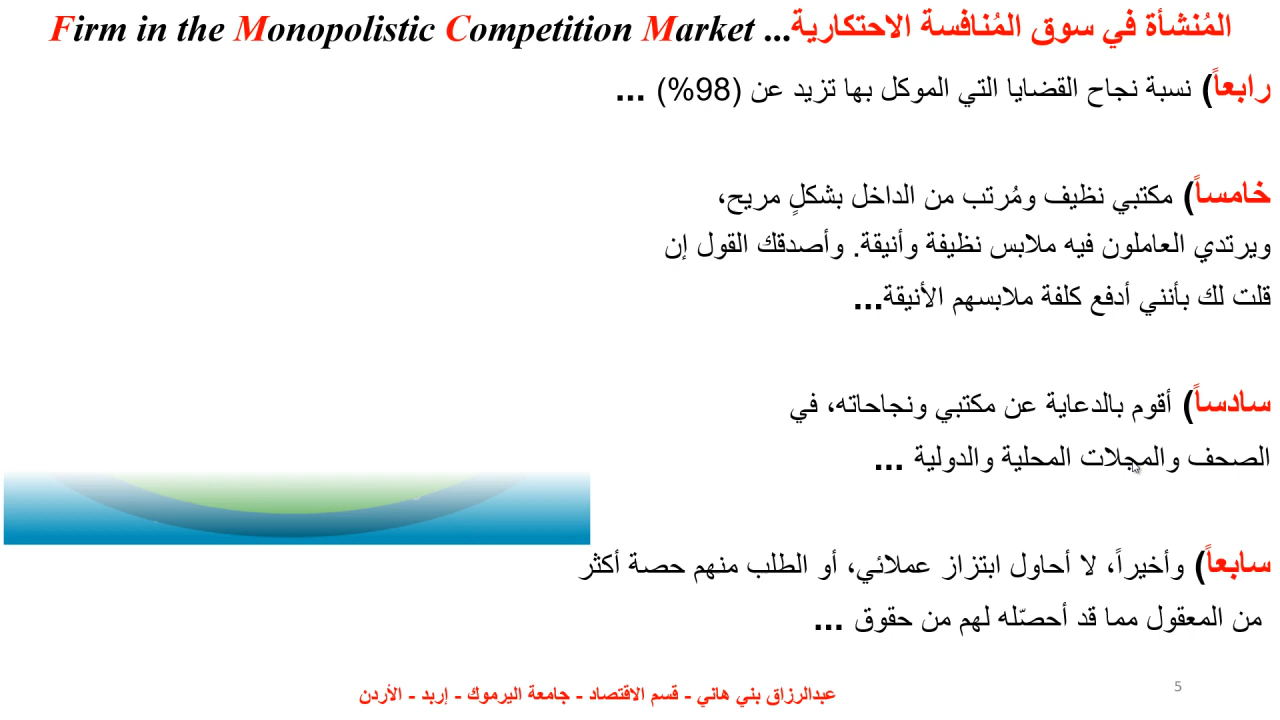 المُنشأة في سوق المُنافسة الاحتكارية... Firm in the Monopolistic Competition Market
رابعاً) نسبة نجاح القضايا التي الموكل بها تزيد عن (98%) ...
خامساً) مكتبي نظيف ومُرتب من الداخل بشكلٍ مريح،
ويرتدي العاملون فيه ملابس نظيفة وأنيقة. وأصدقك القول إن
قلت لك بأنني أدفع كلفة ملابسهم الأنيقة...
سادساً) أقوم بالدعاية عن مكتبي ونجاحاته، في
الصحف والمجلات المحلية والدولية ...
سابعاً) وأخيراً، لا أحاول ابتزاز عملائي، أو الطلب منهم حصة أكثر
من المعقول مما قد أحصّله لهم من حقوق ...
عبدالرزاق بني هاني - قسم الاقتصاد - جامعة اليرموك - إربد - الأردن
5